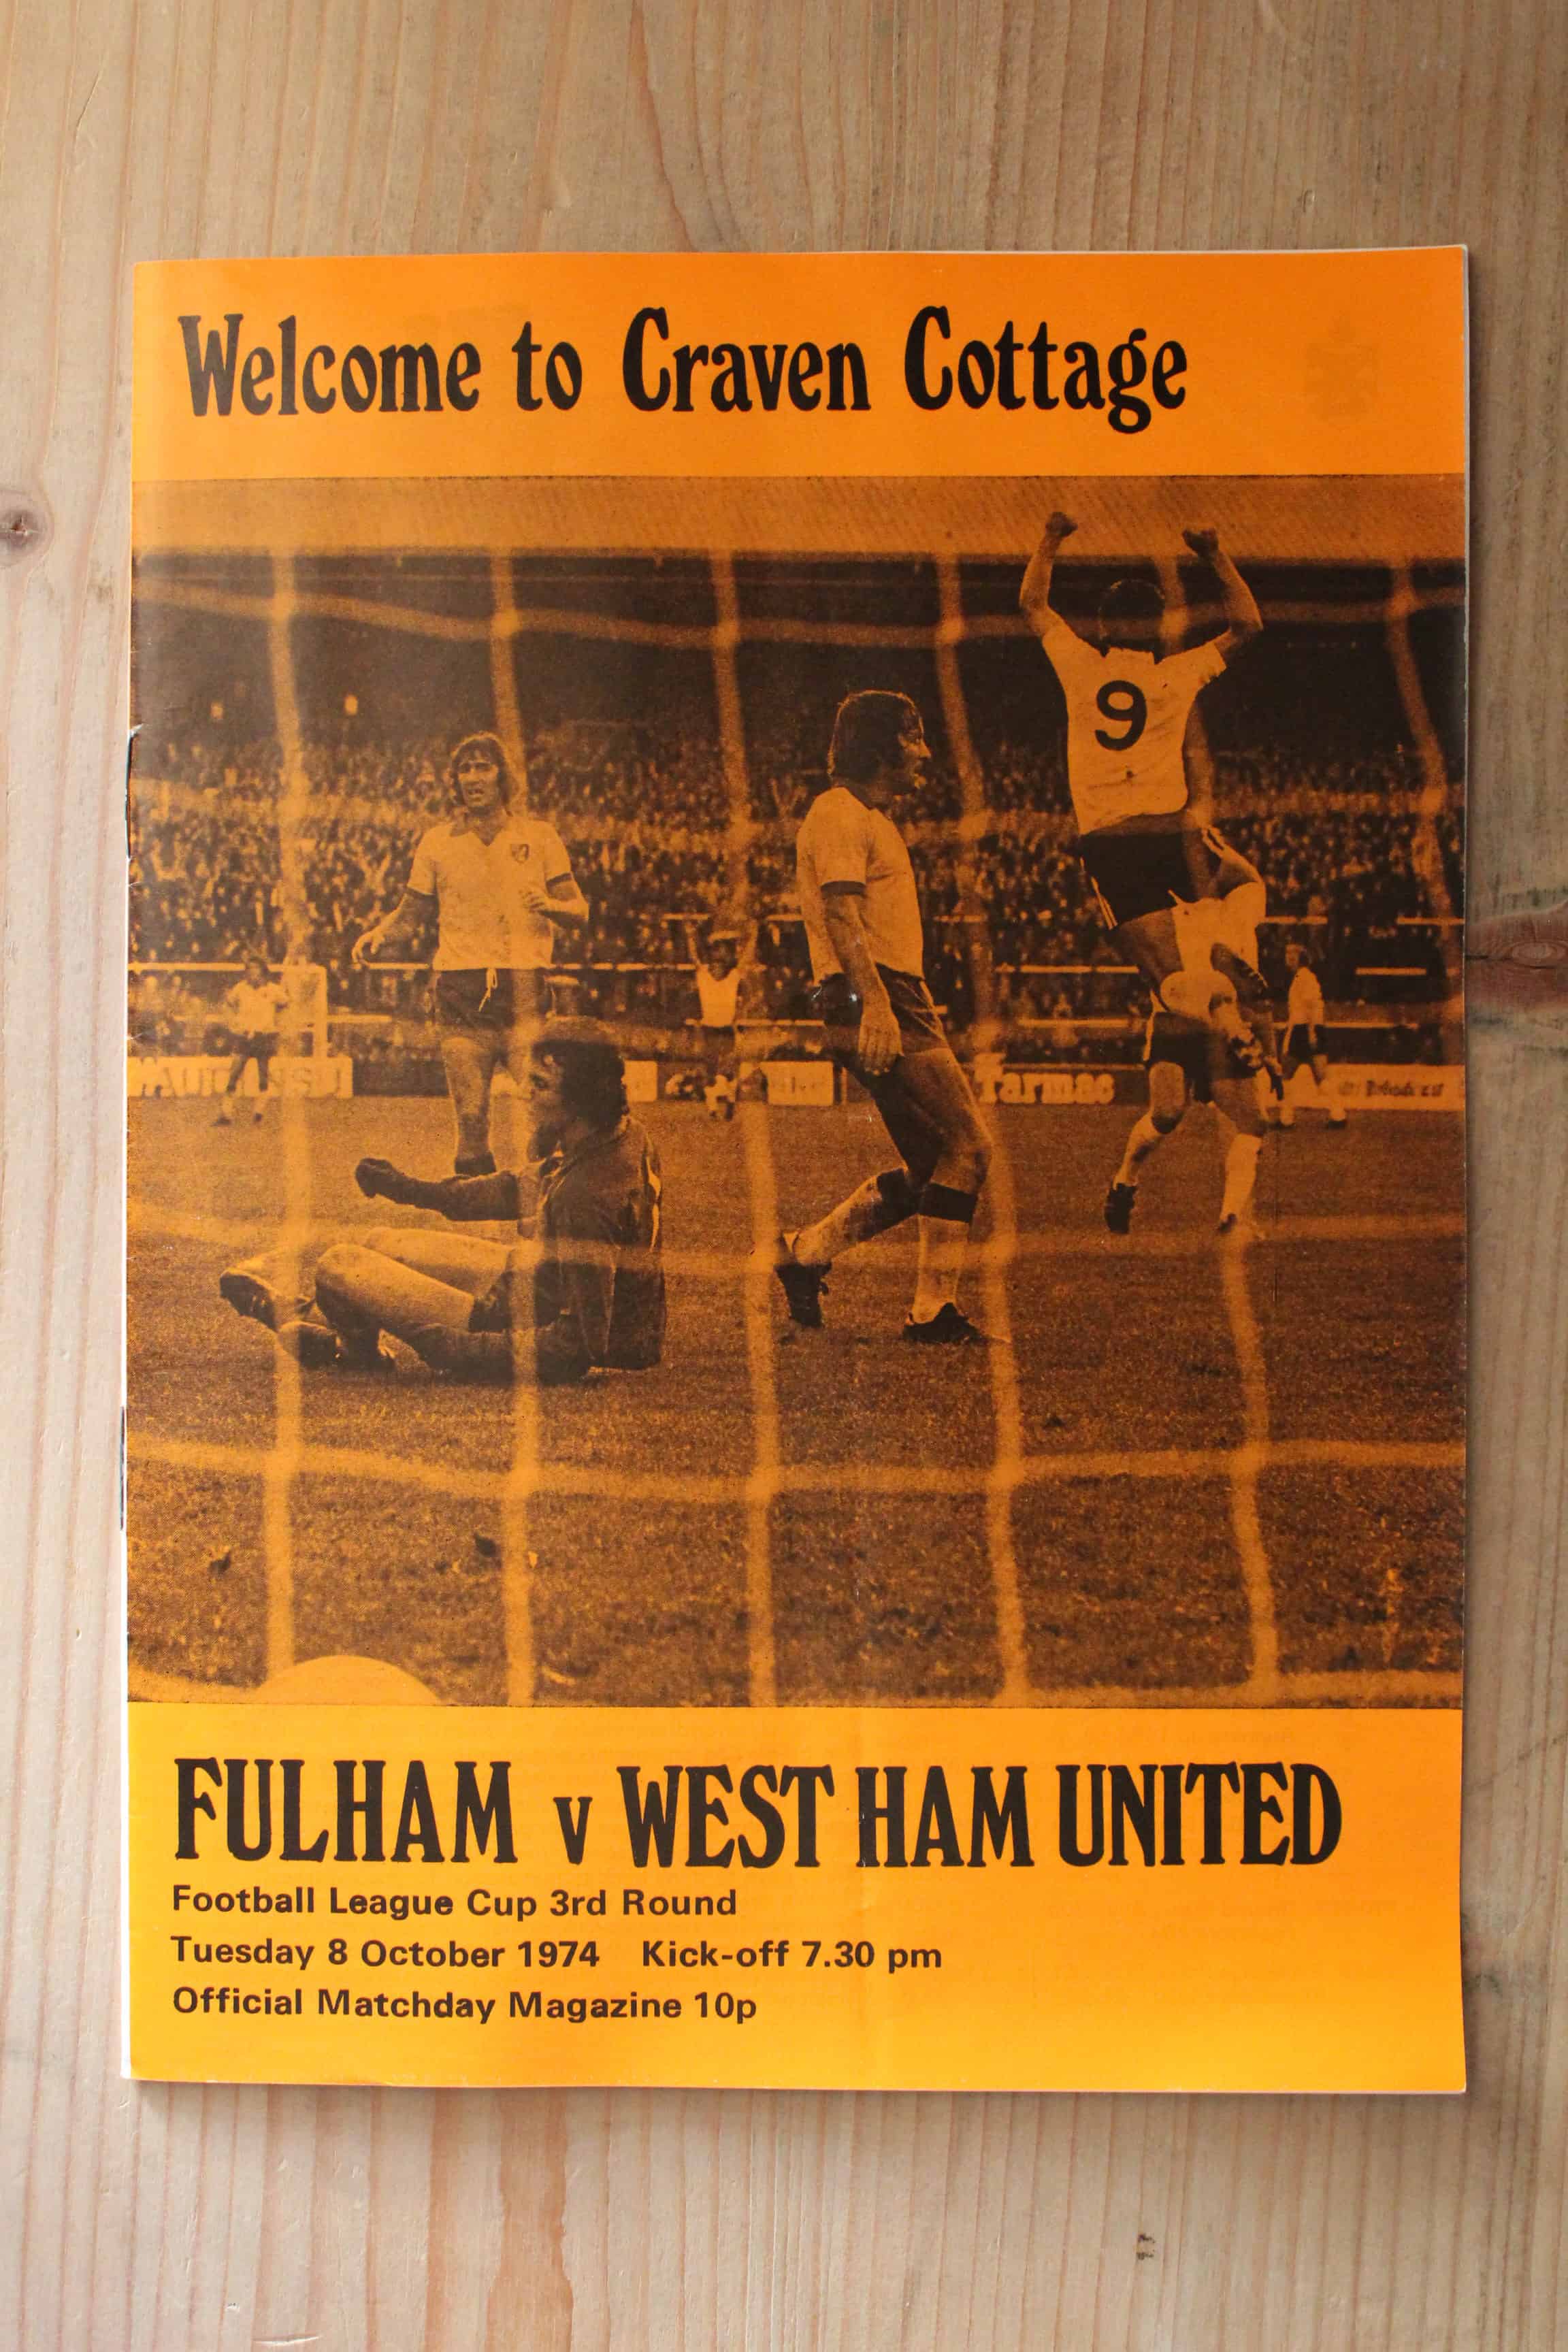 Welcome to Craven Cottage
9
Tarmac
FULHAM v WEST HAM UNITED
Football League Cup 3rd Round
Tuesday 8 October 1974 Kick-off 7.30 pm
Official Matchday Magazine 10p